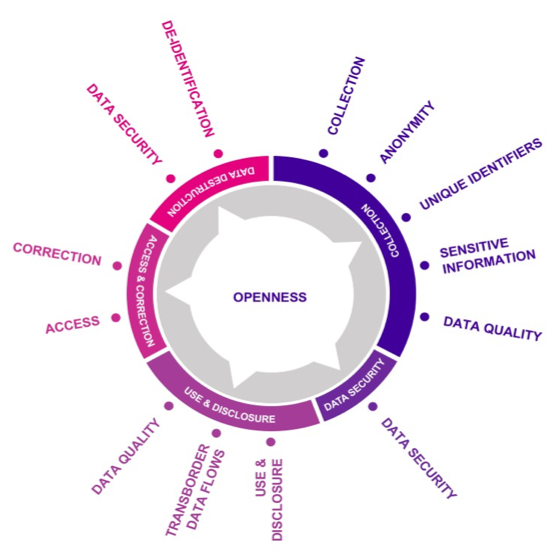 COLLECTION
ANONYMITY
UNIQUE IDENTIFIERS
SENSITIVE
INFORMATION
DATA QUALITY
DATA SECURITY
USE &
DISCLOSURE
TRANSBORDER
DATA FLOWS
DATA QUALITY
ACCESS
CORRECTION
DATA SECURITY
DE-IDENTIFICATION
COLLECTION
DATA SECURITY
USE & DISCLOSURE
ACCESS & CORRECTION
DATA DESTRUCTION
OPENNESS